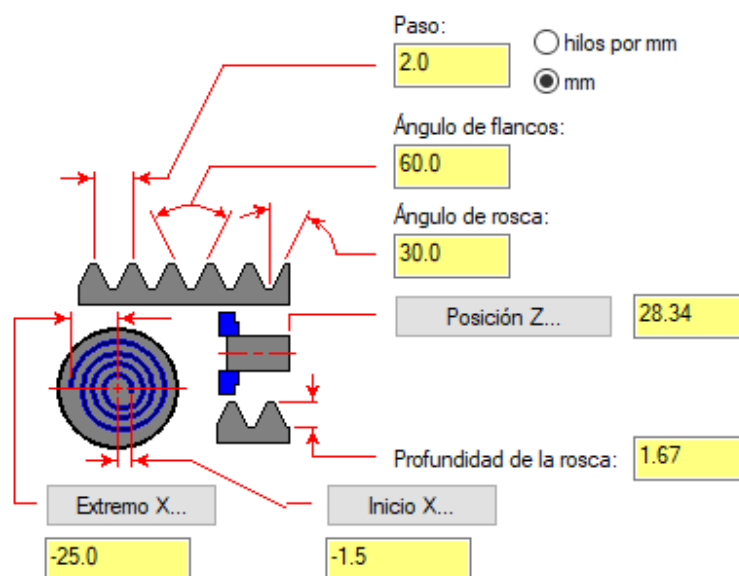 Paso:
2.0
hilos por mm
mm
Ángulo de flancos:
60.0
Ángulo de rosca:
30.0
Posición Z...
28.34
Profundidad de la rosca:
1.67
Extremo X...
Inicio X...
-25.0
-1.5